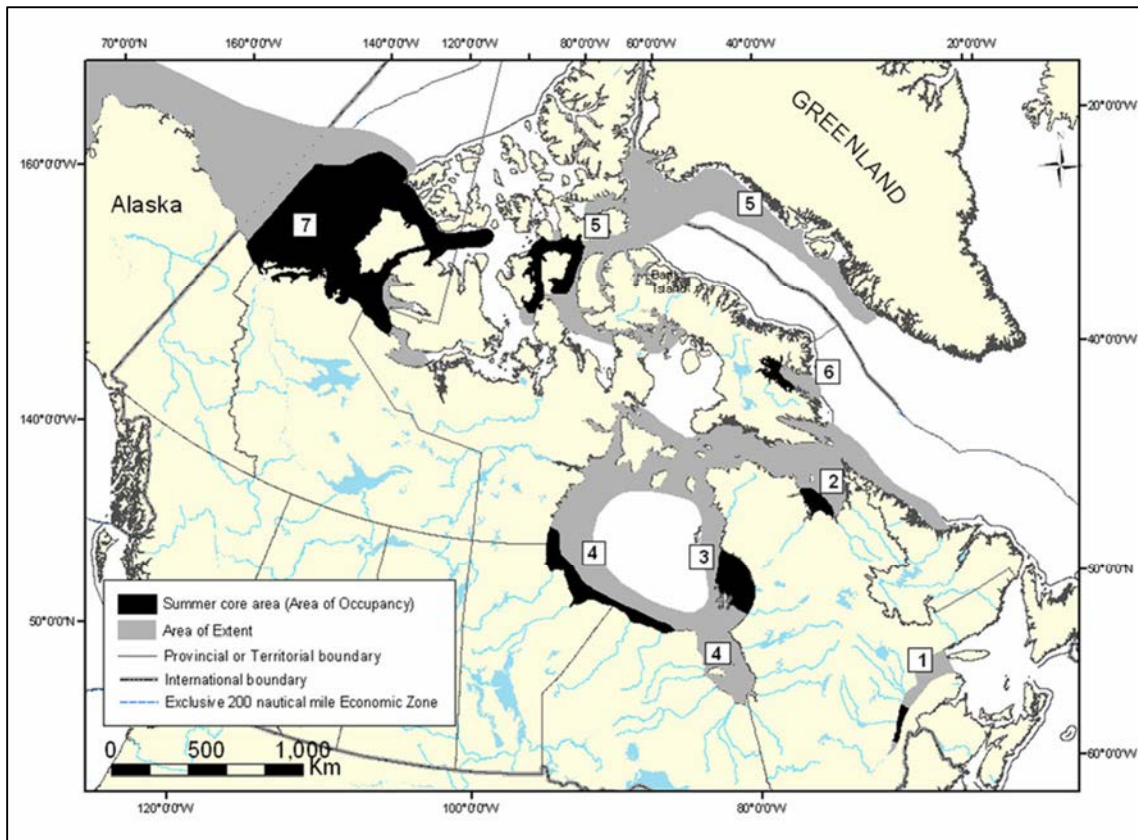 70°0'0"N 160°0'0"W 140°0'0"W 120°0'0"W 80°0'0"W 60°0'0"W 40°0'0"W 20°0'0"W
GREENLAND
20°0'0"W
N
160°0'0"W
Alaska
5
5
7
Island
40°0'0"W
6
140°0'0"W
2
4
3
50°0'0"N
Summer core area (Area of Occupancy)
Area of Extent
50°0'0"N
Provincial or Territorial boundary
4
1
International boundary
Exclusive 200 nautical mile Economic Zone
0 500 1,000
Km
60°0'0"W
120°0'0"W 100°0'0"W 80°0'0"W